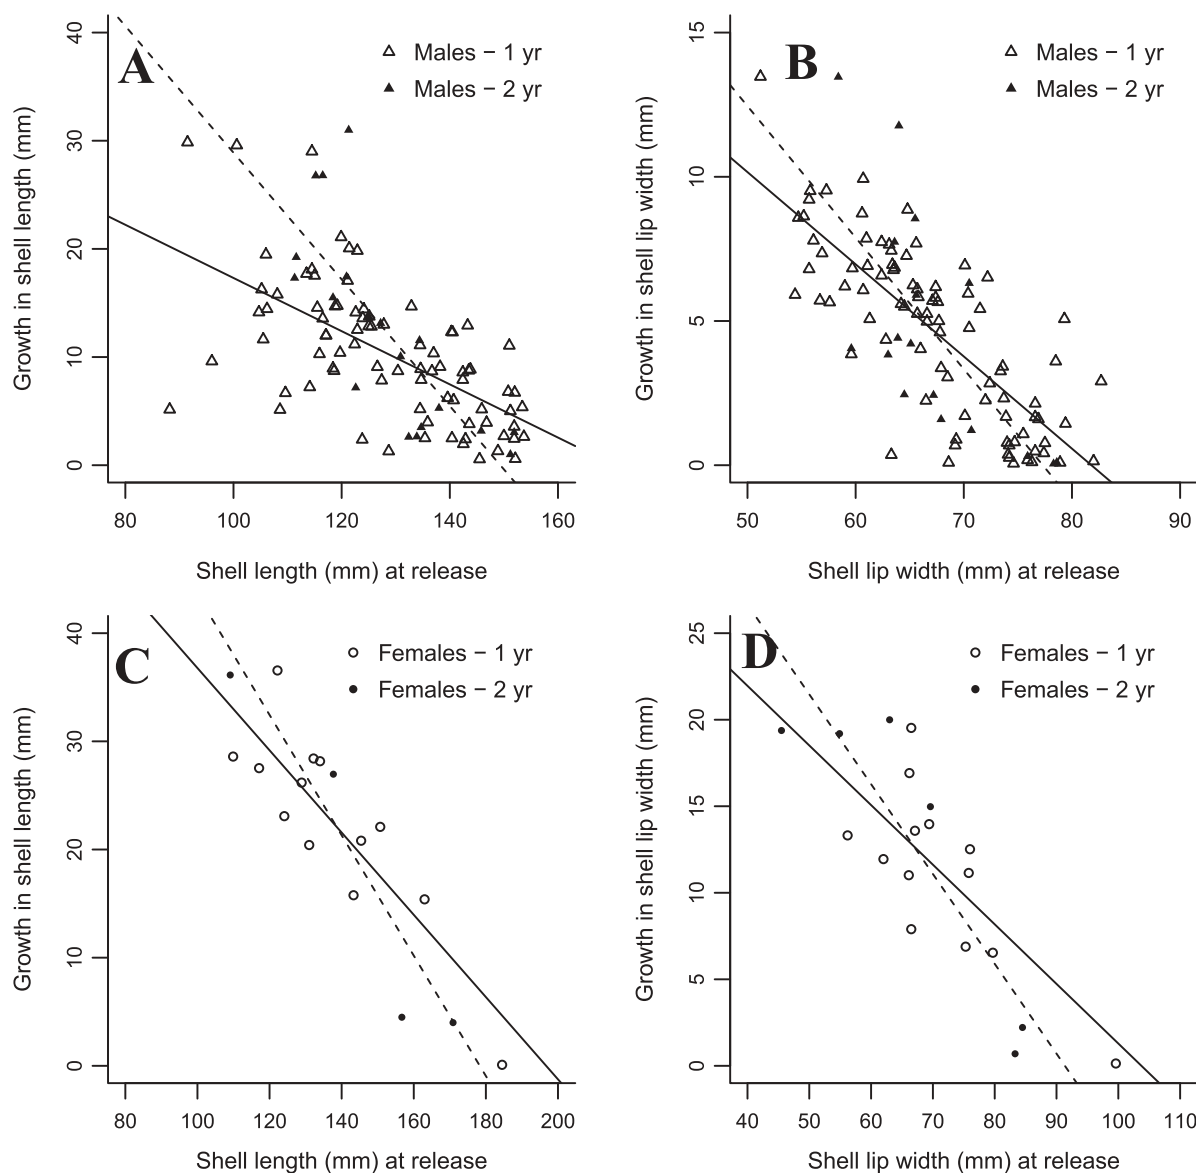 A
Males − 1 yr
Males − 2 yr
Growth in shell length (mm)
40
30
20
10
0
80 100 120 140 160
Shell length (mm) at release
B
Males − 1 yr
Males − 2 yr
Growth in shell lip width (mm)
15
10
5
0
50 60 70 80 90
Shell lip width (mm) at release
C
Females − 1 yr
Females − 2 yr
Growth in shell length (mm)
40
30
20
10
0
80 100 120 140 160 180 200
Shell length (mm) at release
D
Females − 1 yr
Females − 2 yr
Growth in shell lip width (mm)
25
20
15
10
5
0
40 50 60 70 80 90 100 110
Shell lip width (mm) at release